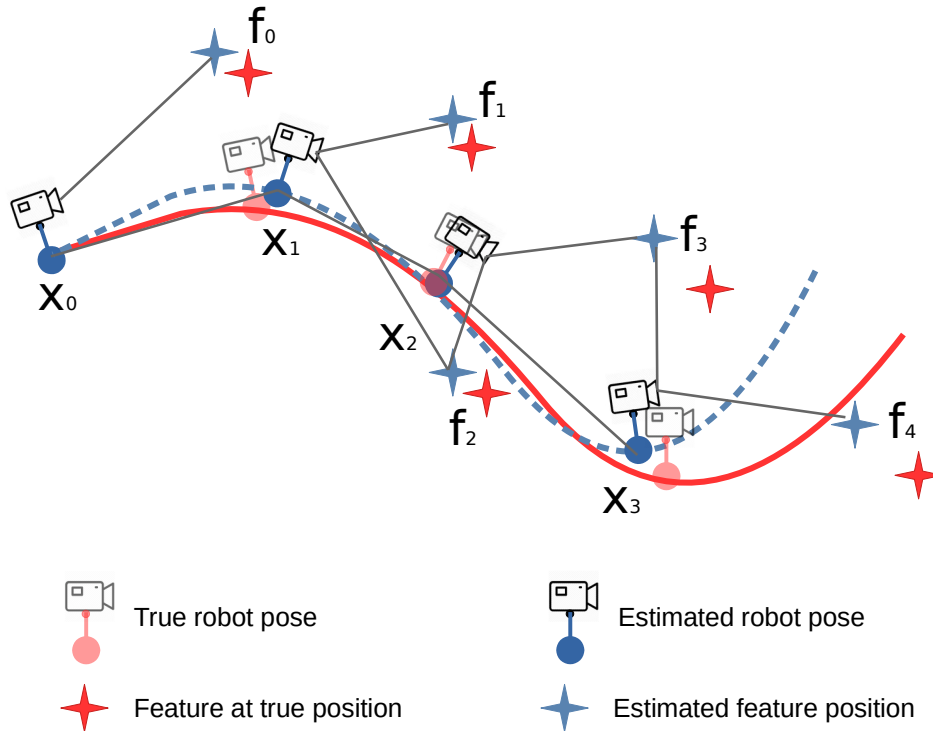 f₀
f₁
x₁
f₃
x₀
x₂
f₂
f₄
x₃
True robot pose
Estimated robot pose
Feature at true position
Estimated feature position